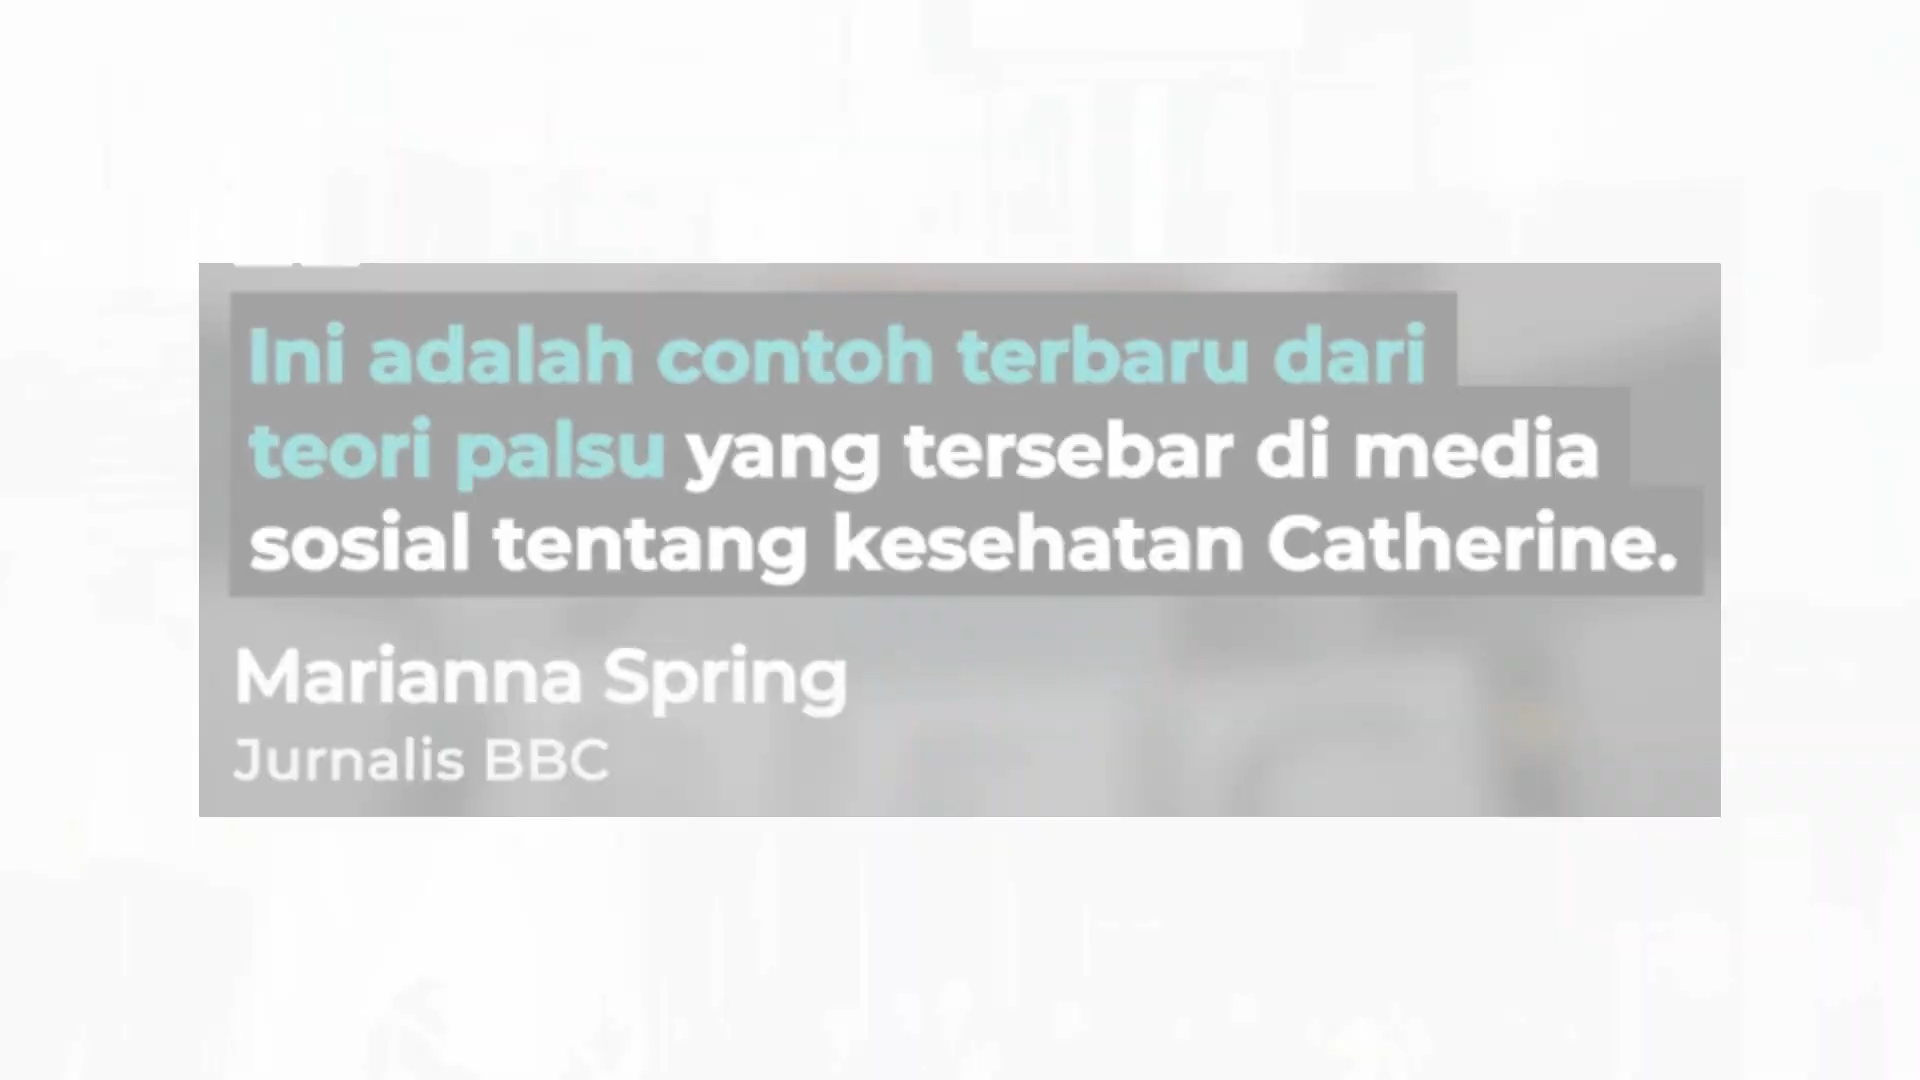 Ini adalah contoh terbaru dari
teori palsu yang tersebar di media
sosial tentang kesehatan Catherine.
Marianna Spring
Jurnalis BBC